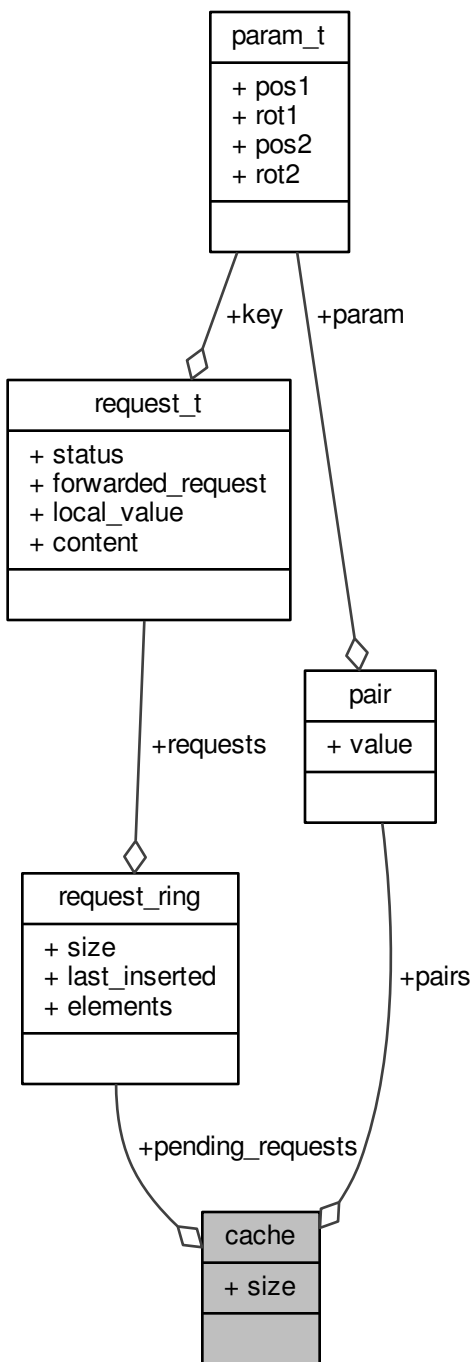 param_t
+ pos1
+ rot1
+ pos2
+ rot2
+key
+param
request_t
+ status
+ forwarded_request
+ local_value
+ content
pair
+ value
+requests
request_ring
+ size
+ last_inserted
+ elements
+pairs
+pending_requests
cache
+ size